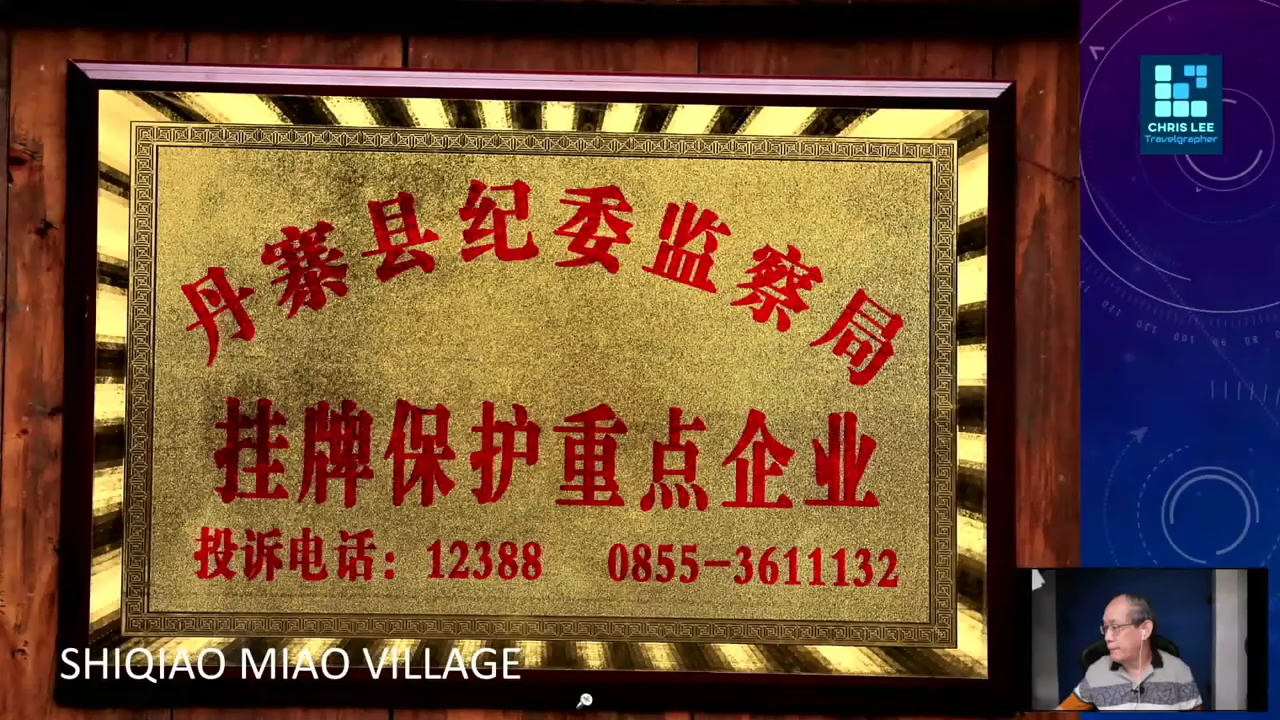 丹寨县纪委监察局
挂牌保护重点企业
投诉电话：12388 0855-3611132
SHIQIAO MIAO VILLAGE
CHRIS LEE
Travelgrapher